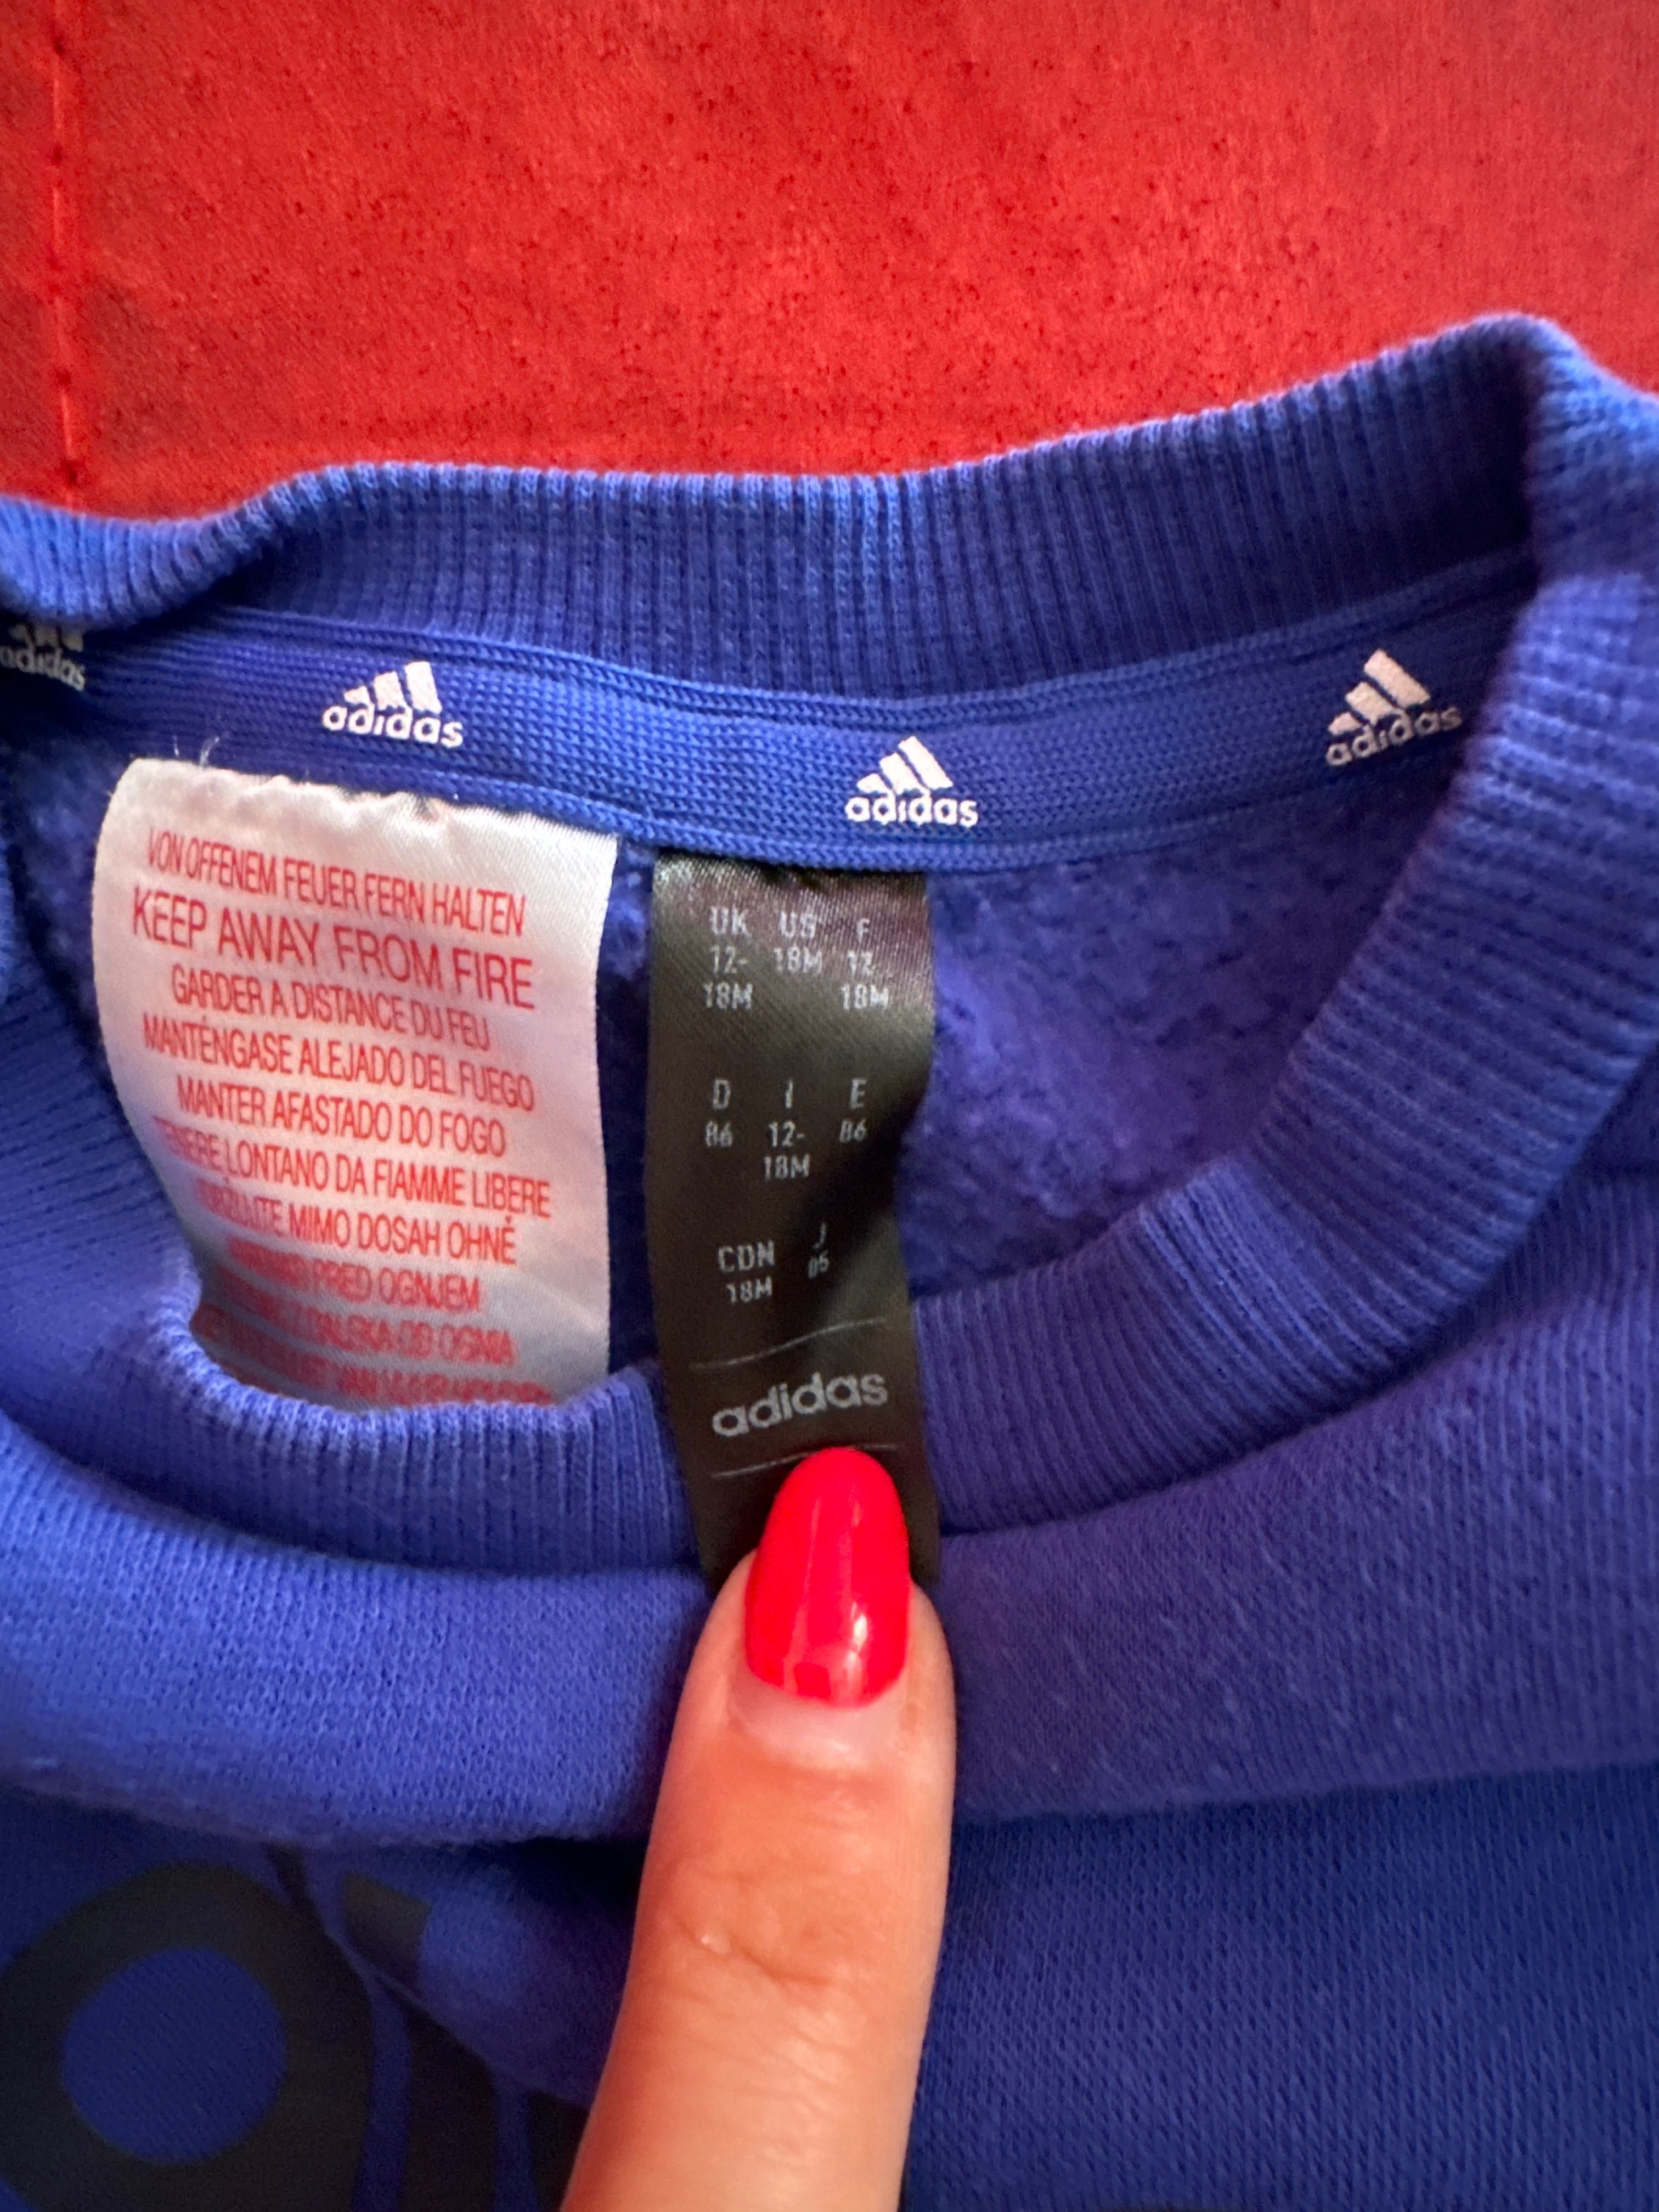 adidas
adidas
adidas
adidas
VON OFFENEM FEUER FERN HALTEN
KEEP AWAY FROM FIRE
GARDER A DISTANCE DU FEU
MANTÉNGASE ALEJADO DEL FUEGO
MANTER AFASTADO DO FOGO
LONTANO DA FIAMME LIBERE
MIMO DOSAH OHNĚ
PRED OGNJEM
UK US F
12- 18M 12
18M 18M
D I E
86 12- 86
18M
CDN J
18M
adidas